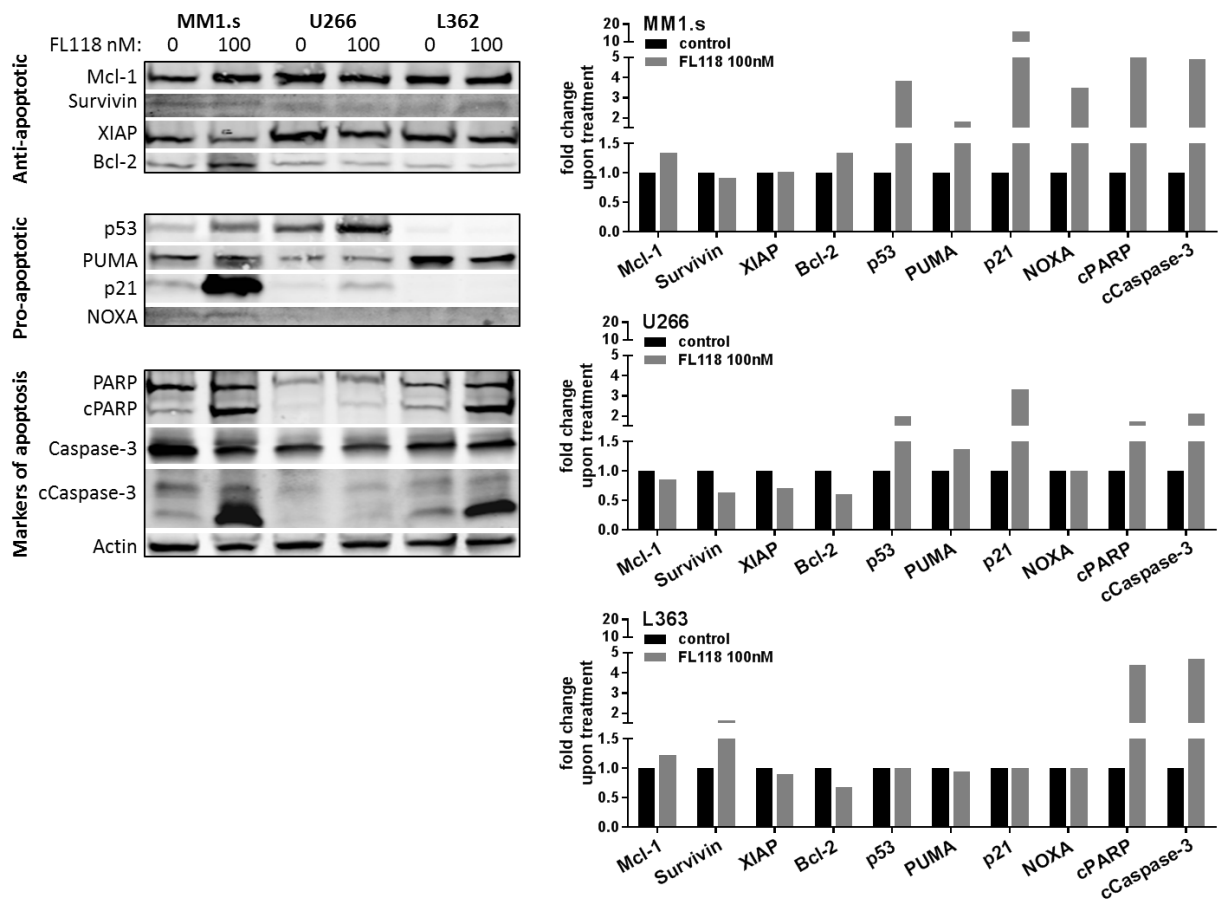 MM1.s U266 L362
FL118 nM: 0 100 0 100 0 100
Anti-apoptotic
Mcl-1
Survivin
XIAP
Bcl-2
Pro-apoptotic
p53
PUMA
p21
NOXA
Markers of apoptosis
PARP
cPARP
Caspase-3
cCaspase-3
Actin
MM1.s
control
FL118 100nM
fold change
upon treatment
20
10
5
4
3
2
1.5
1.0
0.5
0.0
Mcl-1 Survivin XIAP Bcl-2 p53 PUMA p21 NOXA cPARP cCaspase-3
U266
control
FL118 100nM
fold change
upon treatment
20
10
5
4
3
2
1.5
1.0
0.5
0.0
Mcl-1 Survivin XIAP Bcl-2 p53 PUMA p21 NOXA cPARP cCaspase-3
L363
control
FL118 100nM
fold change
upon treatment
20
10
5
4
3
2
1.5
1.0
0.5
0.0
Mcl-1 Survivin XIAP Bcl-2 p53 PUMA p21 NOXA cPARP cCaspase-3